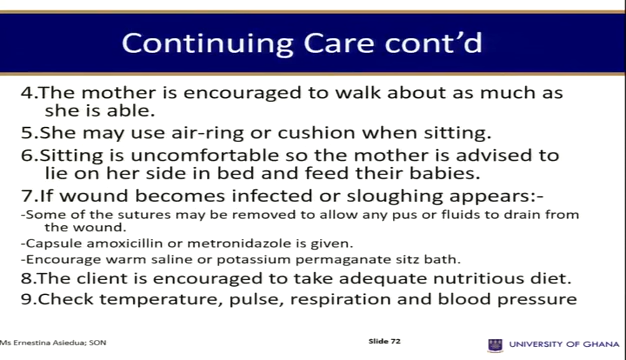 Continuing Care cont'd
4.The mother is encouraged to walk about as much as
she is able.
5.She may use air-ring or cushion when sitting.
6.Sitting is uncomfortable so the mother is advised to
lie on her side in bed and feed their babies.
7.If wound becomes infected or sloughing appears:-
-Some of the sutures may be removed to allow any pus or fluids to drain from
the wound.
-Capsule amoxicillin or metronidazole is given.
-Encourage warm saline or potassium permaganate sitz bath.
8.The client is encouraged to take adequate nutritious diet.
9.Check temperature, pulse, respiration and blood pressure
Ms Ernestina Asiedua; SON
Slide 72
UNIVERSITY OF GHANA